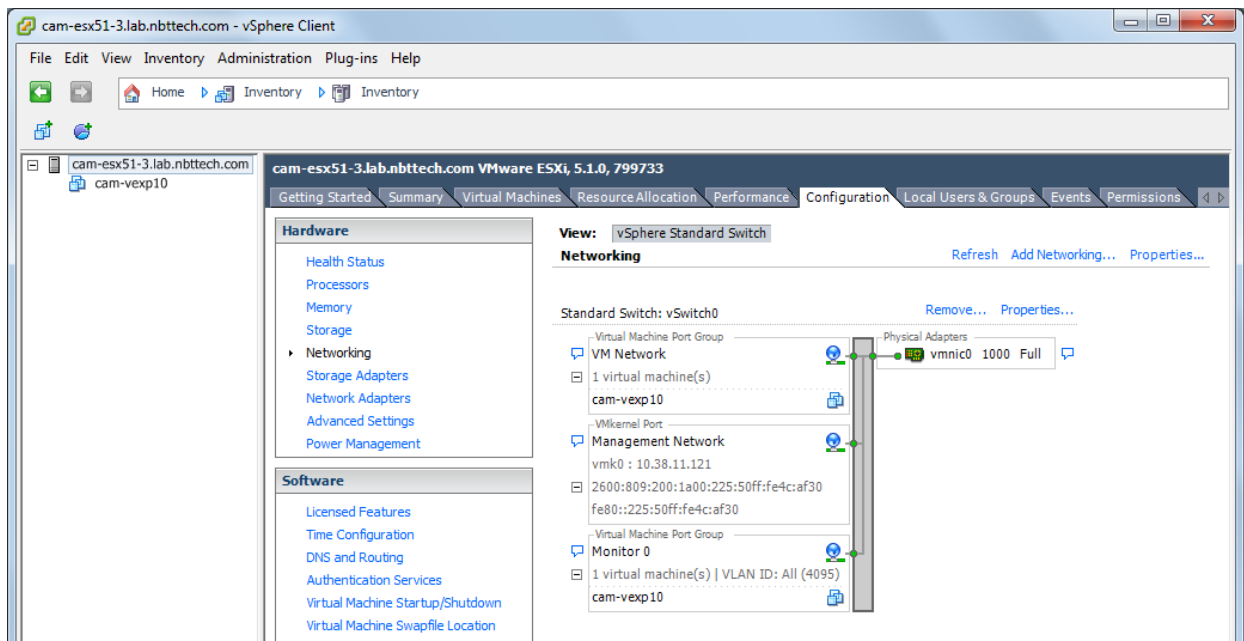 cam-esx51-3.lab.nbttech.com - vSphere Client
File Edit View Inventory Administration Plug-ins Help
Home Inventory Inventory
cam-esx51-3.lab.nbttech.com
cam-vexp10
cam-esx51-3.lab.nbttech.com VMware ESXi, 5.1.0, 799733
Getting Started Summary Virtual Machines Resource Allocation Performance Configuration Local Users & Groups Events Permissions
Hardware
Health Status
Processors
Memory
Storage
Networking
Storage Adapters
Network Adapters
Advanced Settings
Power Management
Software
Licensed Features
Time Configuration
DNS and Routing
Authentication Services
Virtual Machine Startup/Shutdown
Virtual Machine Swapfile Location
View: vSphere Standard Switch
Networking Refresh Add Networking... Properties...
Standard Switch: vSwitch0 Remove... Properties...
Virtual Machine Port Group
VM Network
1 virtual machine(s)
cam-vexp10
Physical Adapters
vmnic0 1000 Full
VMkernel Port
Management Network
vmk0 : 10.38.11.121
2600:809:200:1a00:225:50ff:fe4c:af30
fe80::225:50ff:fe4c:af30
Virtual Machine Port Group
Monitor 0
1 virtual machine(s) | VLAN ID: All (4095)
cam-vexp10